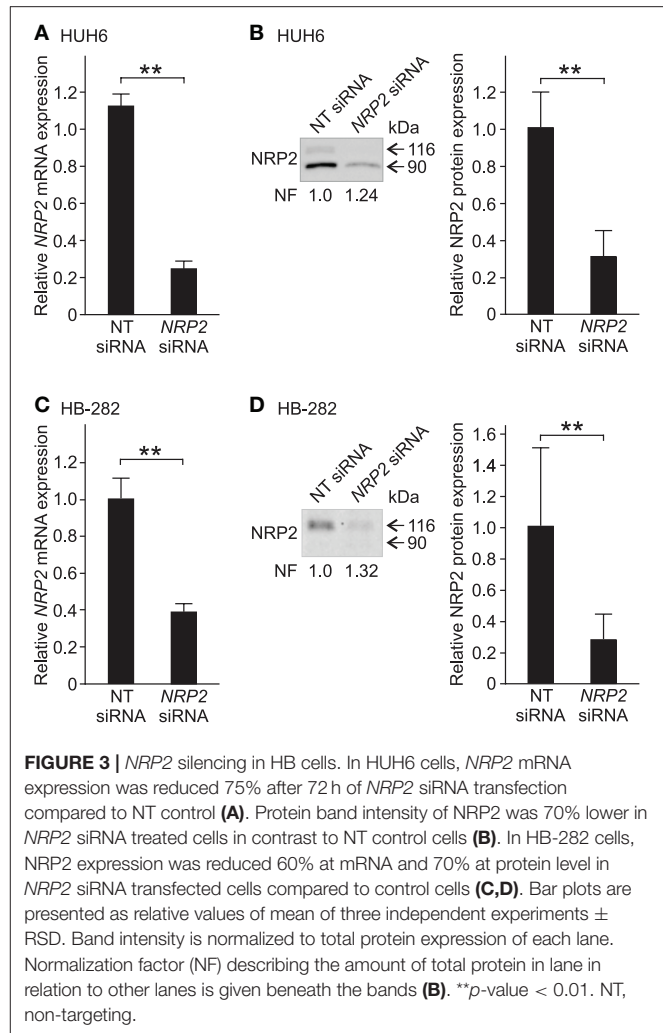 A HUH6
**
Relative NRP2 mRNA expression
1.2
1.0
0.8
0.6
0.4
0.2
0
NT siRNA
NRP2 siRNA
B HUH6
NT siRNA
NRP2 siRNA
kDa
NRP2
116
90
NF 1.0 1.24
**
Relative NRP2 protein expression
1.2
1.0
0.8
0.6
0.4
0.2
0
NT siRNA
NRP2 siRNA
C HB-282
**
Relative NRP2 mRNA expression
1.2
1.0
0.8
0.6
0.4
0.2
0
NT siRNA
NRP2 siRNA
D HB-282
NT siRNA
NRP2 siRNA
kDa
NRP2
116
90
NF 1.0 1.32
**
Relative NRP2 protein expression
1.6
1.4
1.2
1.0
0.8
0.6
0.4
0.2
0
NT siRNA
NRP2 siRNA
FIGURE 3 | NRP2 silencing in HB cells. In HUH6 cells, NRP2 mRNA
expression was reduced 75% after 72 h of NRP2 siRNA transfection
compared to NT control (A). Protein band intensity of NRP2 was 70% lower in
NRP2 siRNA treated cells in contrast to NT control cells (B). In HB-282 cells,
NRP2 expression was reduced 60% at mRNA and 70% at protein level in
NRP2 siRNA transfected cells compared to control cells (C,D). Bar plots are
presented as relative values of mean of three independent experiments ±
RSD. Band intensity is normalized to total protein expression of each lane.
Normalization factor (NF) describing the amount of total protein in lane in
relation to other lanes is given beneath the bands (B). **p-value < 0.01. NT,
non-targeting.